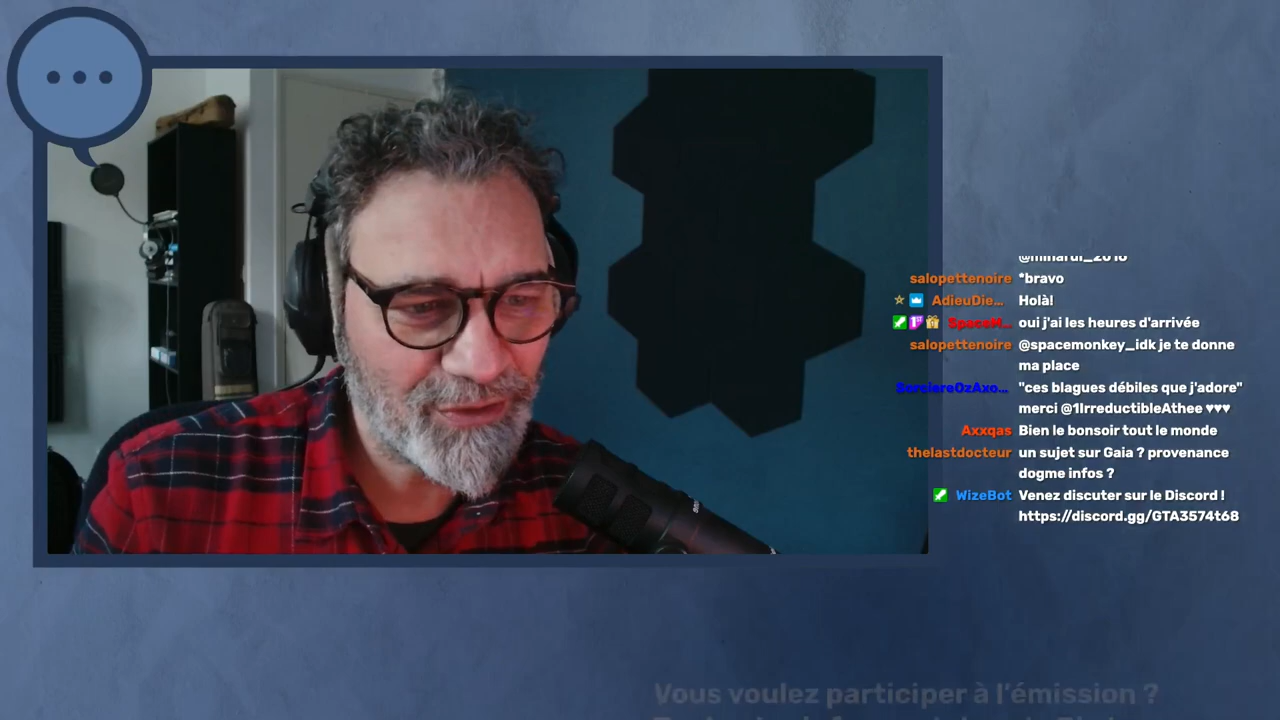 salopettenoire *bravo
AdieuDie... Holà!
SpaceM... oui j'ai les heures d'arrivée
salopettenoire @spacemonkey_idk je te donne
ma place
SorciereOzAxo... "ces blagues débiles que j'adore"
merci @1IrreductibleAthee ♥♥♥
Axxqas Bien le bonsoir tout le monde
thelastdocteur un sujet sur Gaia ? provenance
dogme infos ?
WizeBot Venez discuter sur le Discord !
https://discord.gg/GTA3574t68
Vous voulez participer à l'émission ?